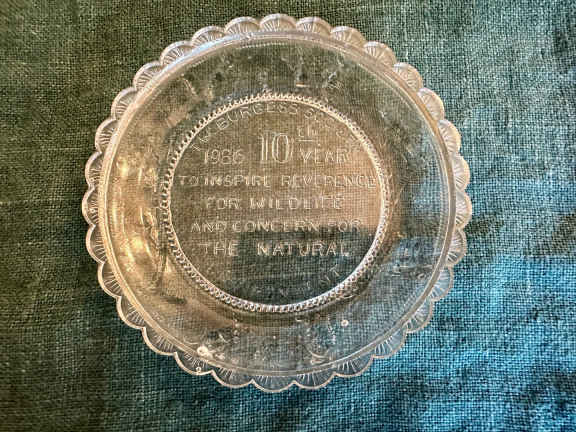 BURGESS
1986 10th YEAR
TO INSPIRE REVERENCE
FOR WILDLIFE
AND CONCERN FOR
THE NATURAL